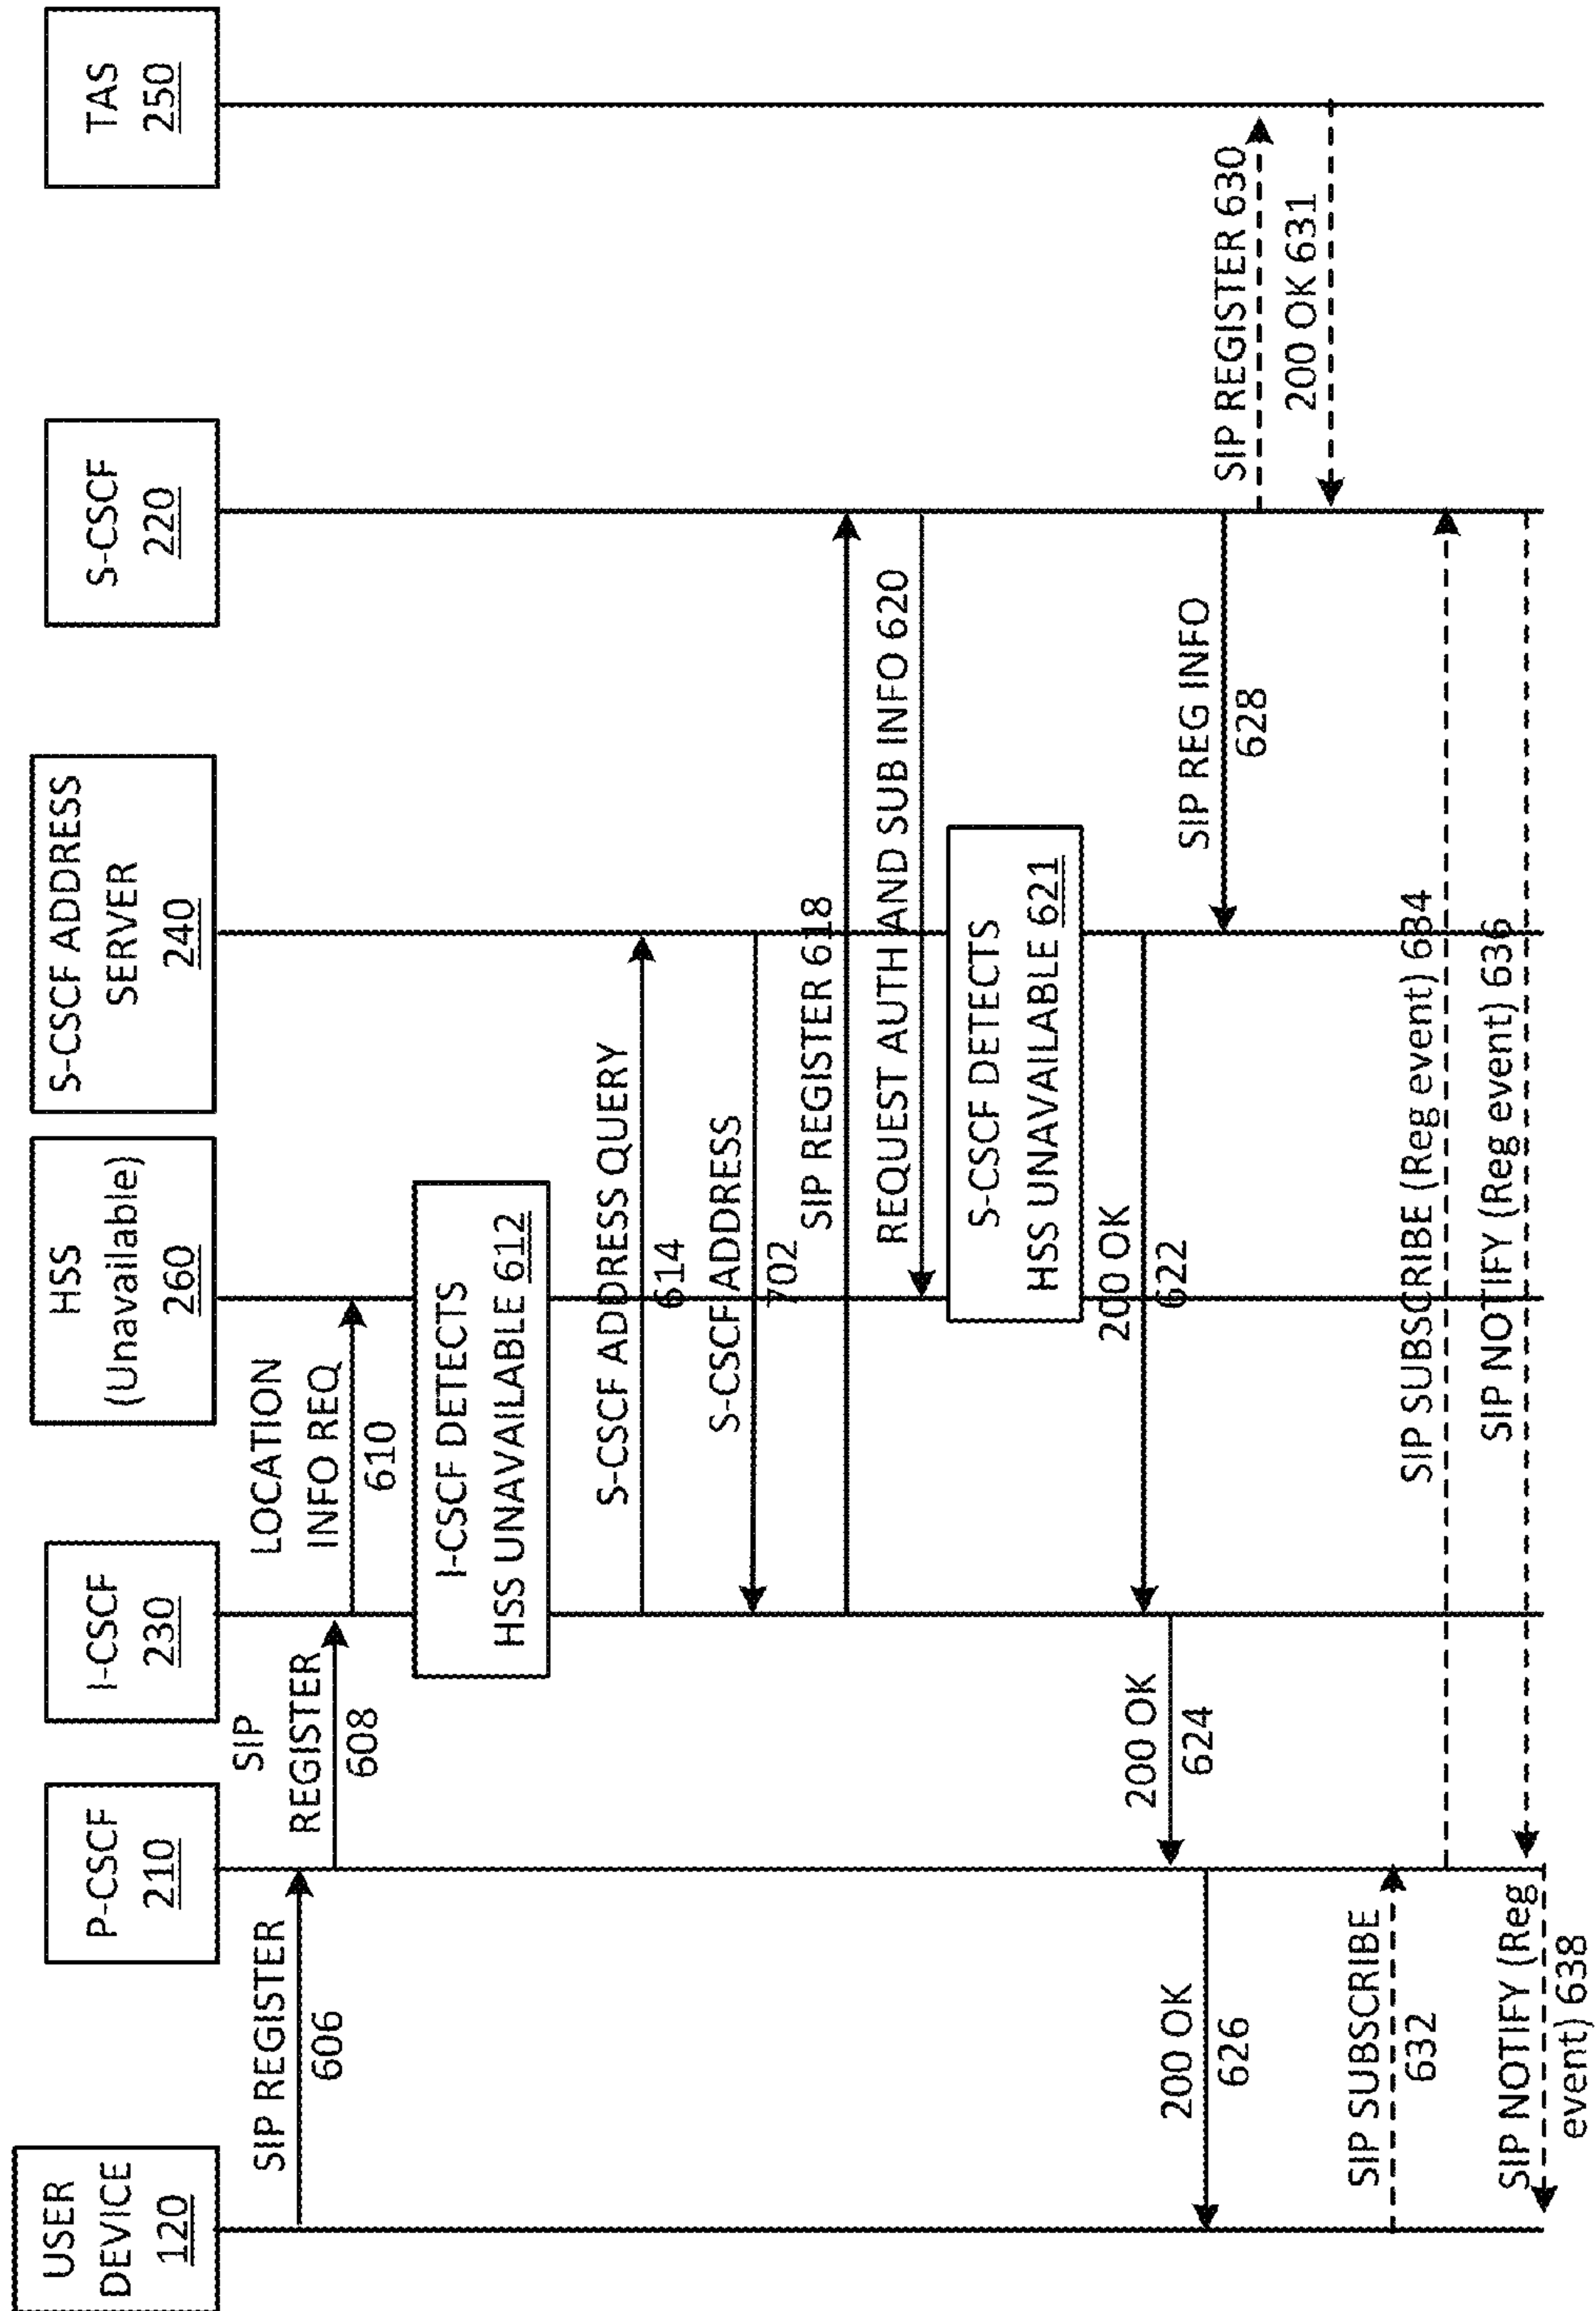 USER
DEVICE
120
P-CSCF
210
I-CSCF
230
HSS
(Unavailable)
260
S-CSCF ADDRESS
SERVER
240
S-CSCF
220
TAS
250
SIP REGISTER
606
SIP
REGISTER
608
LOCATION
INFO REQ
610
I-CSCF DETECTS
HSS UNAVAILABLE 612
S-CSCF ADDRESS QUERY
614
S-CSCF ADDRESS
702
SIP REGISTER 618
REQUEST AUTH AND SUB INFO 620
S-CSCF DETECTS
HSS UNAVAILABLE 621
200 OK
622
200 OK
624
200 OK
626
SIP REG INFO
628
SIP REGISTER 630
200 OK 631
SIP SUBSCRIBE
632
SIP SUBSCRIBE (Reg event) 634
SIP NOTIFY (Reg event) 636
SIP NOTIFY (Reg
event) 638